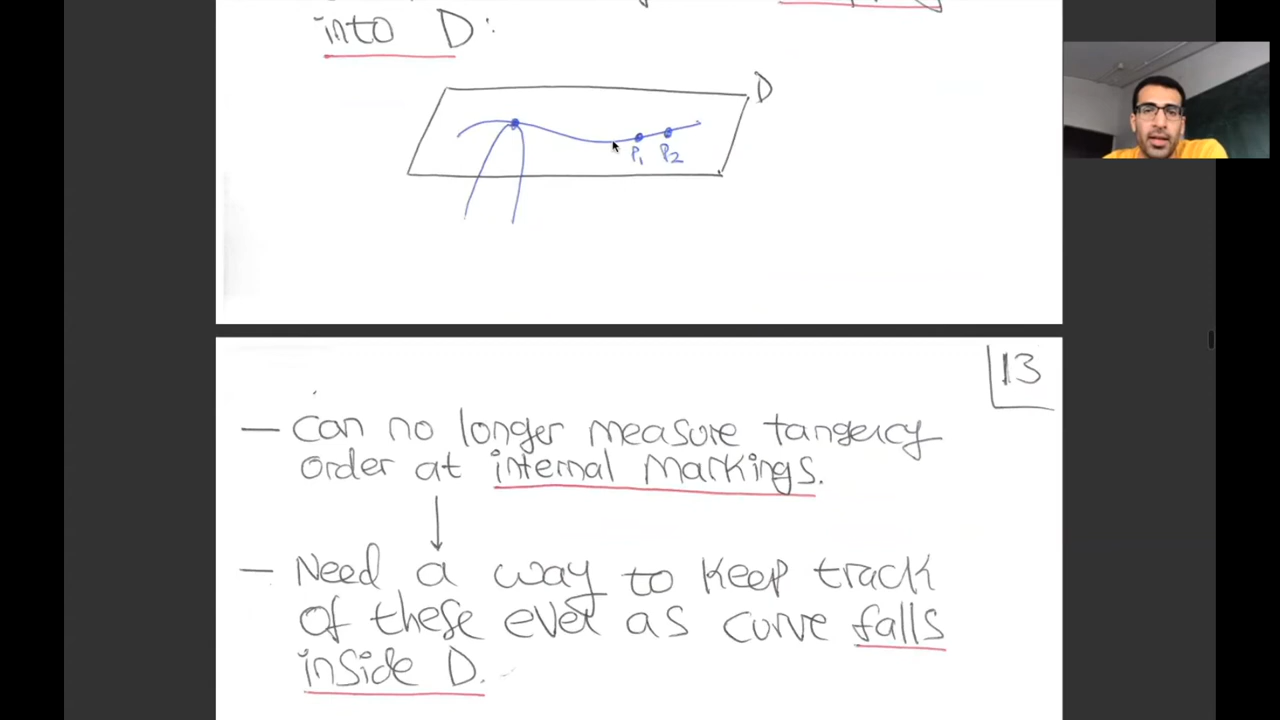 into D:
D
P1 P2
13
— Can no longer measure tangency
order at internal markings.
— Need a way to keep track
of these even as curve falls
inside D.